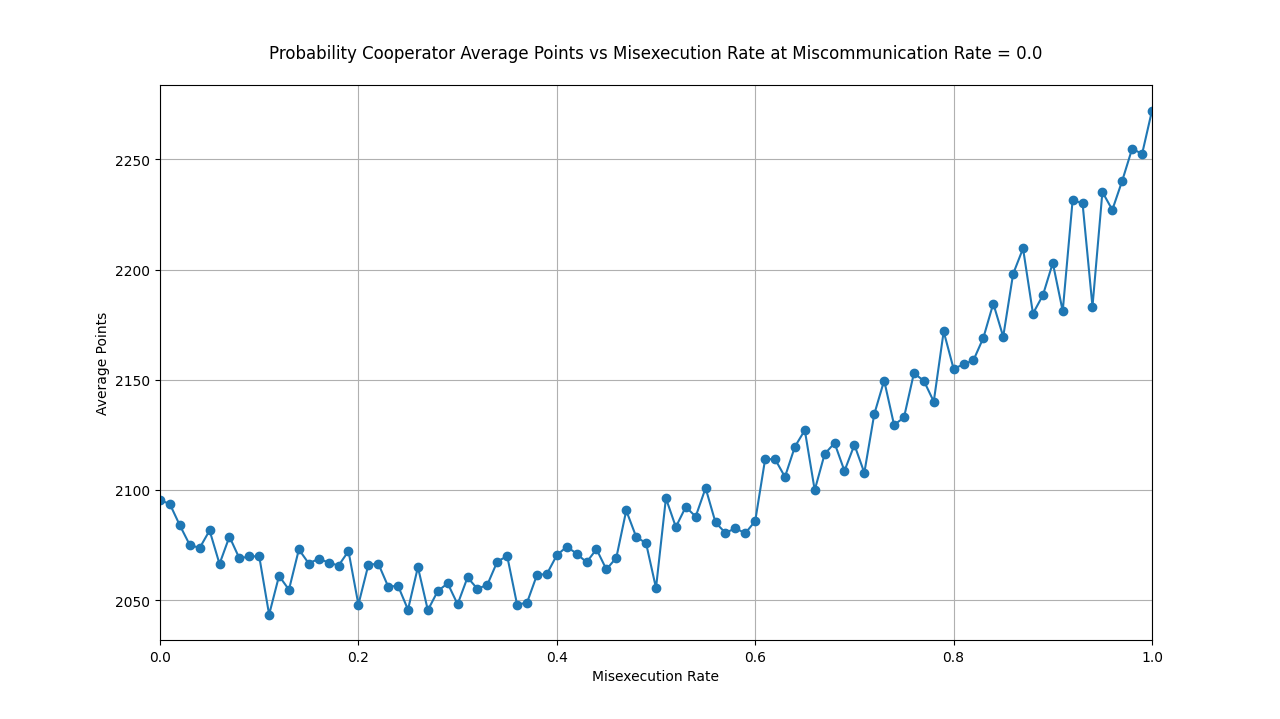 Probability Cooperator Average Points vs Misexecution Rate at Miscommunication Rate = 0.0
2250
2200
2150
2100
2050
Average Points
0.0 0.2 0.4 0.6 0.8 1.0
Misexecution Rate